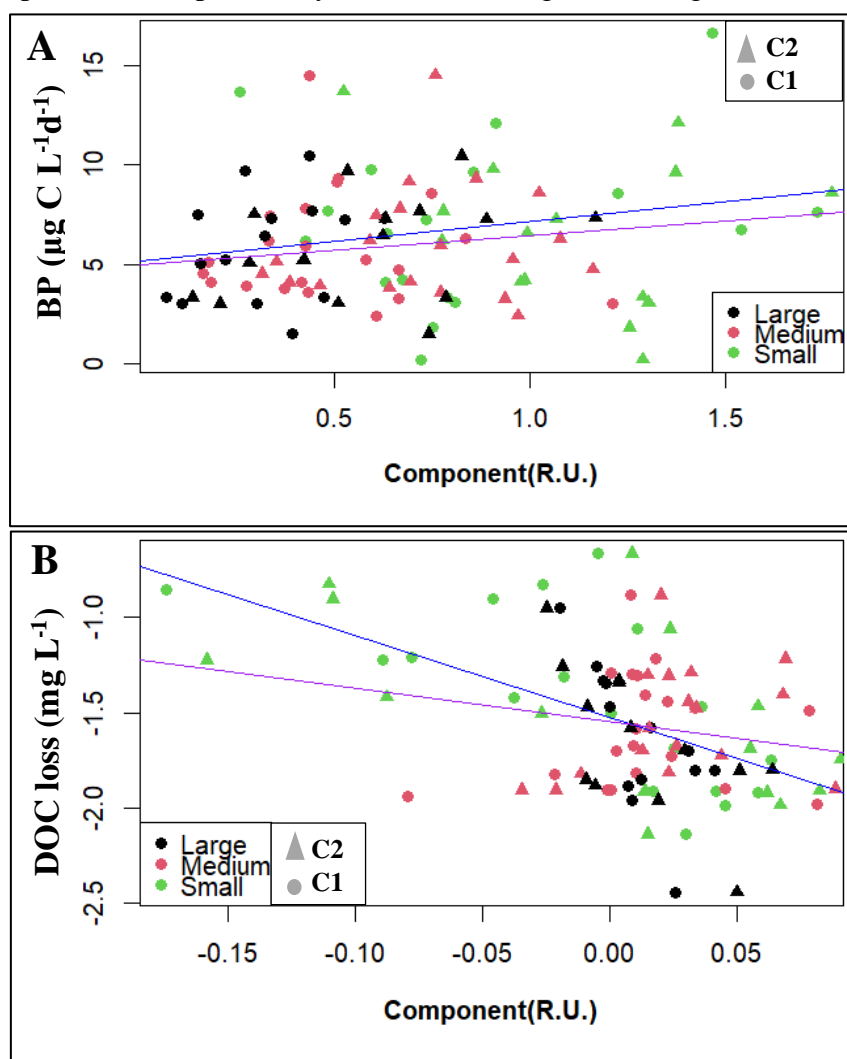 A
C2
C1
BP (µg C L⁻¹d⁻¹)
15
10
5
0
Large
Medium
Small
0.5 1.0 1.5
Component(R.U.)
B
DOC loss (mg L⁻¹)
-1.0
-1.5
-2.0
-2.5
Large
Medium
Small
C2
C1
-0.15 -0.10 -0.05 0.00 0.05
Component(R.U.)